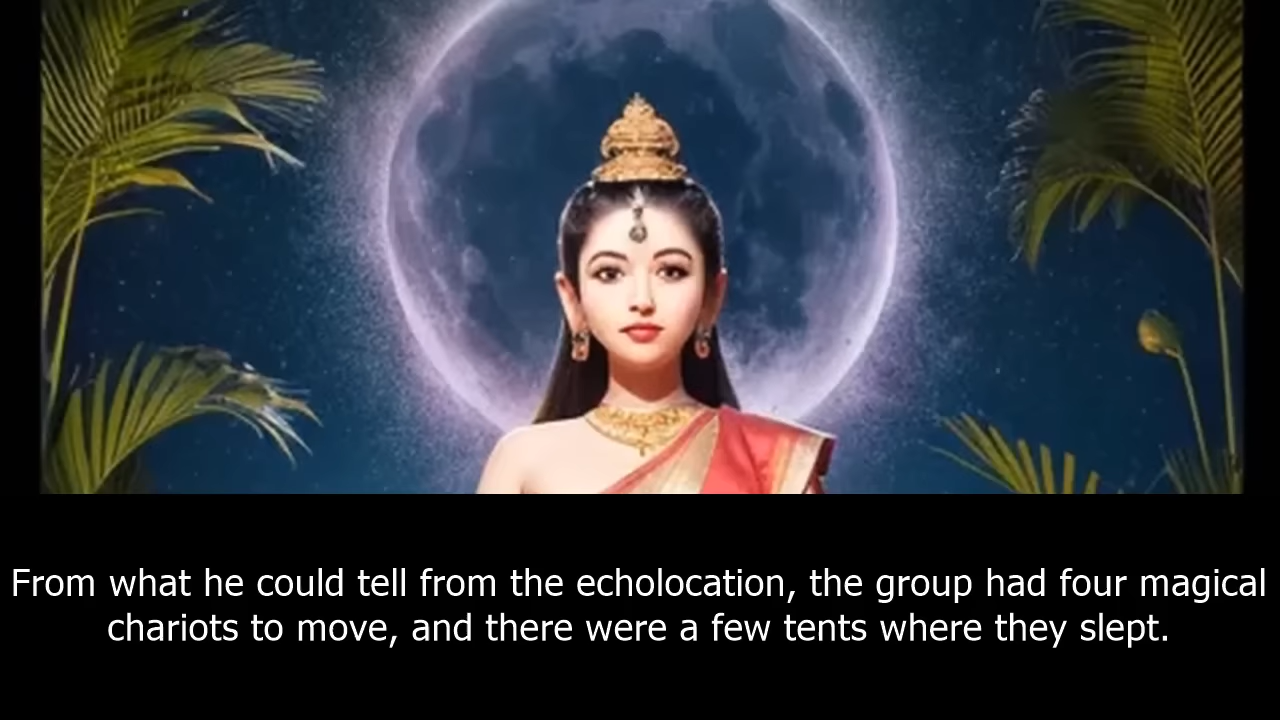 From what he could tell from the echolocation, the group had four magical
chariots to move, and there were a few tents where they slept.